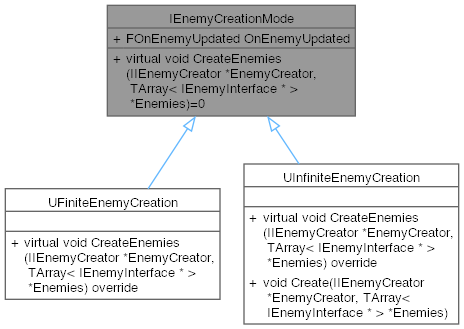 IEnemyCreationMode
+ FOnEnemyUpdated OnEnemyUpdated
+ virtual void CreateEnemies
(IIEnemyCreator *EnemyCreator,
TArray< IEnemyInterface * >
*Enemies)=0
UFiniteEnemyCreation
+ virtual void CreateEnemies
(IIEnemyCreator *EnemyCreator,
TArray< IEnemyInterface * >
*Enemies) override
UInfiniteEnemyCreation
+ virtual void CreateEnemies
(IIEnemyCreator *EnemyCreator,
TArray< IEnemyInterface * >
*Enemies) override
+ void Create(IIEnemyCreator
*EnemyCreator, TArray<
IEnemyInterface * > *Enemies)